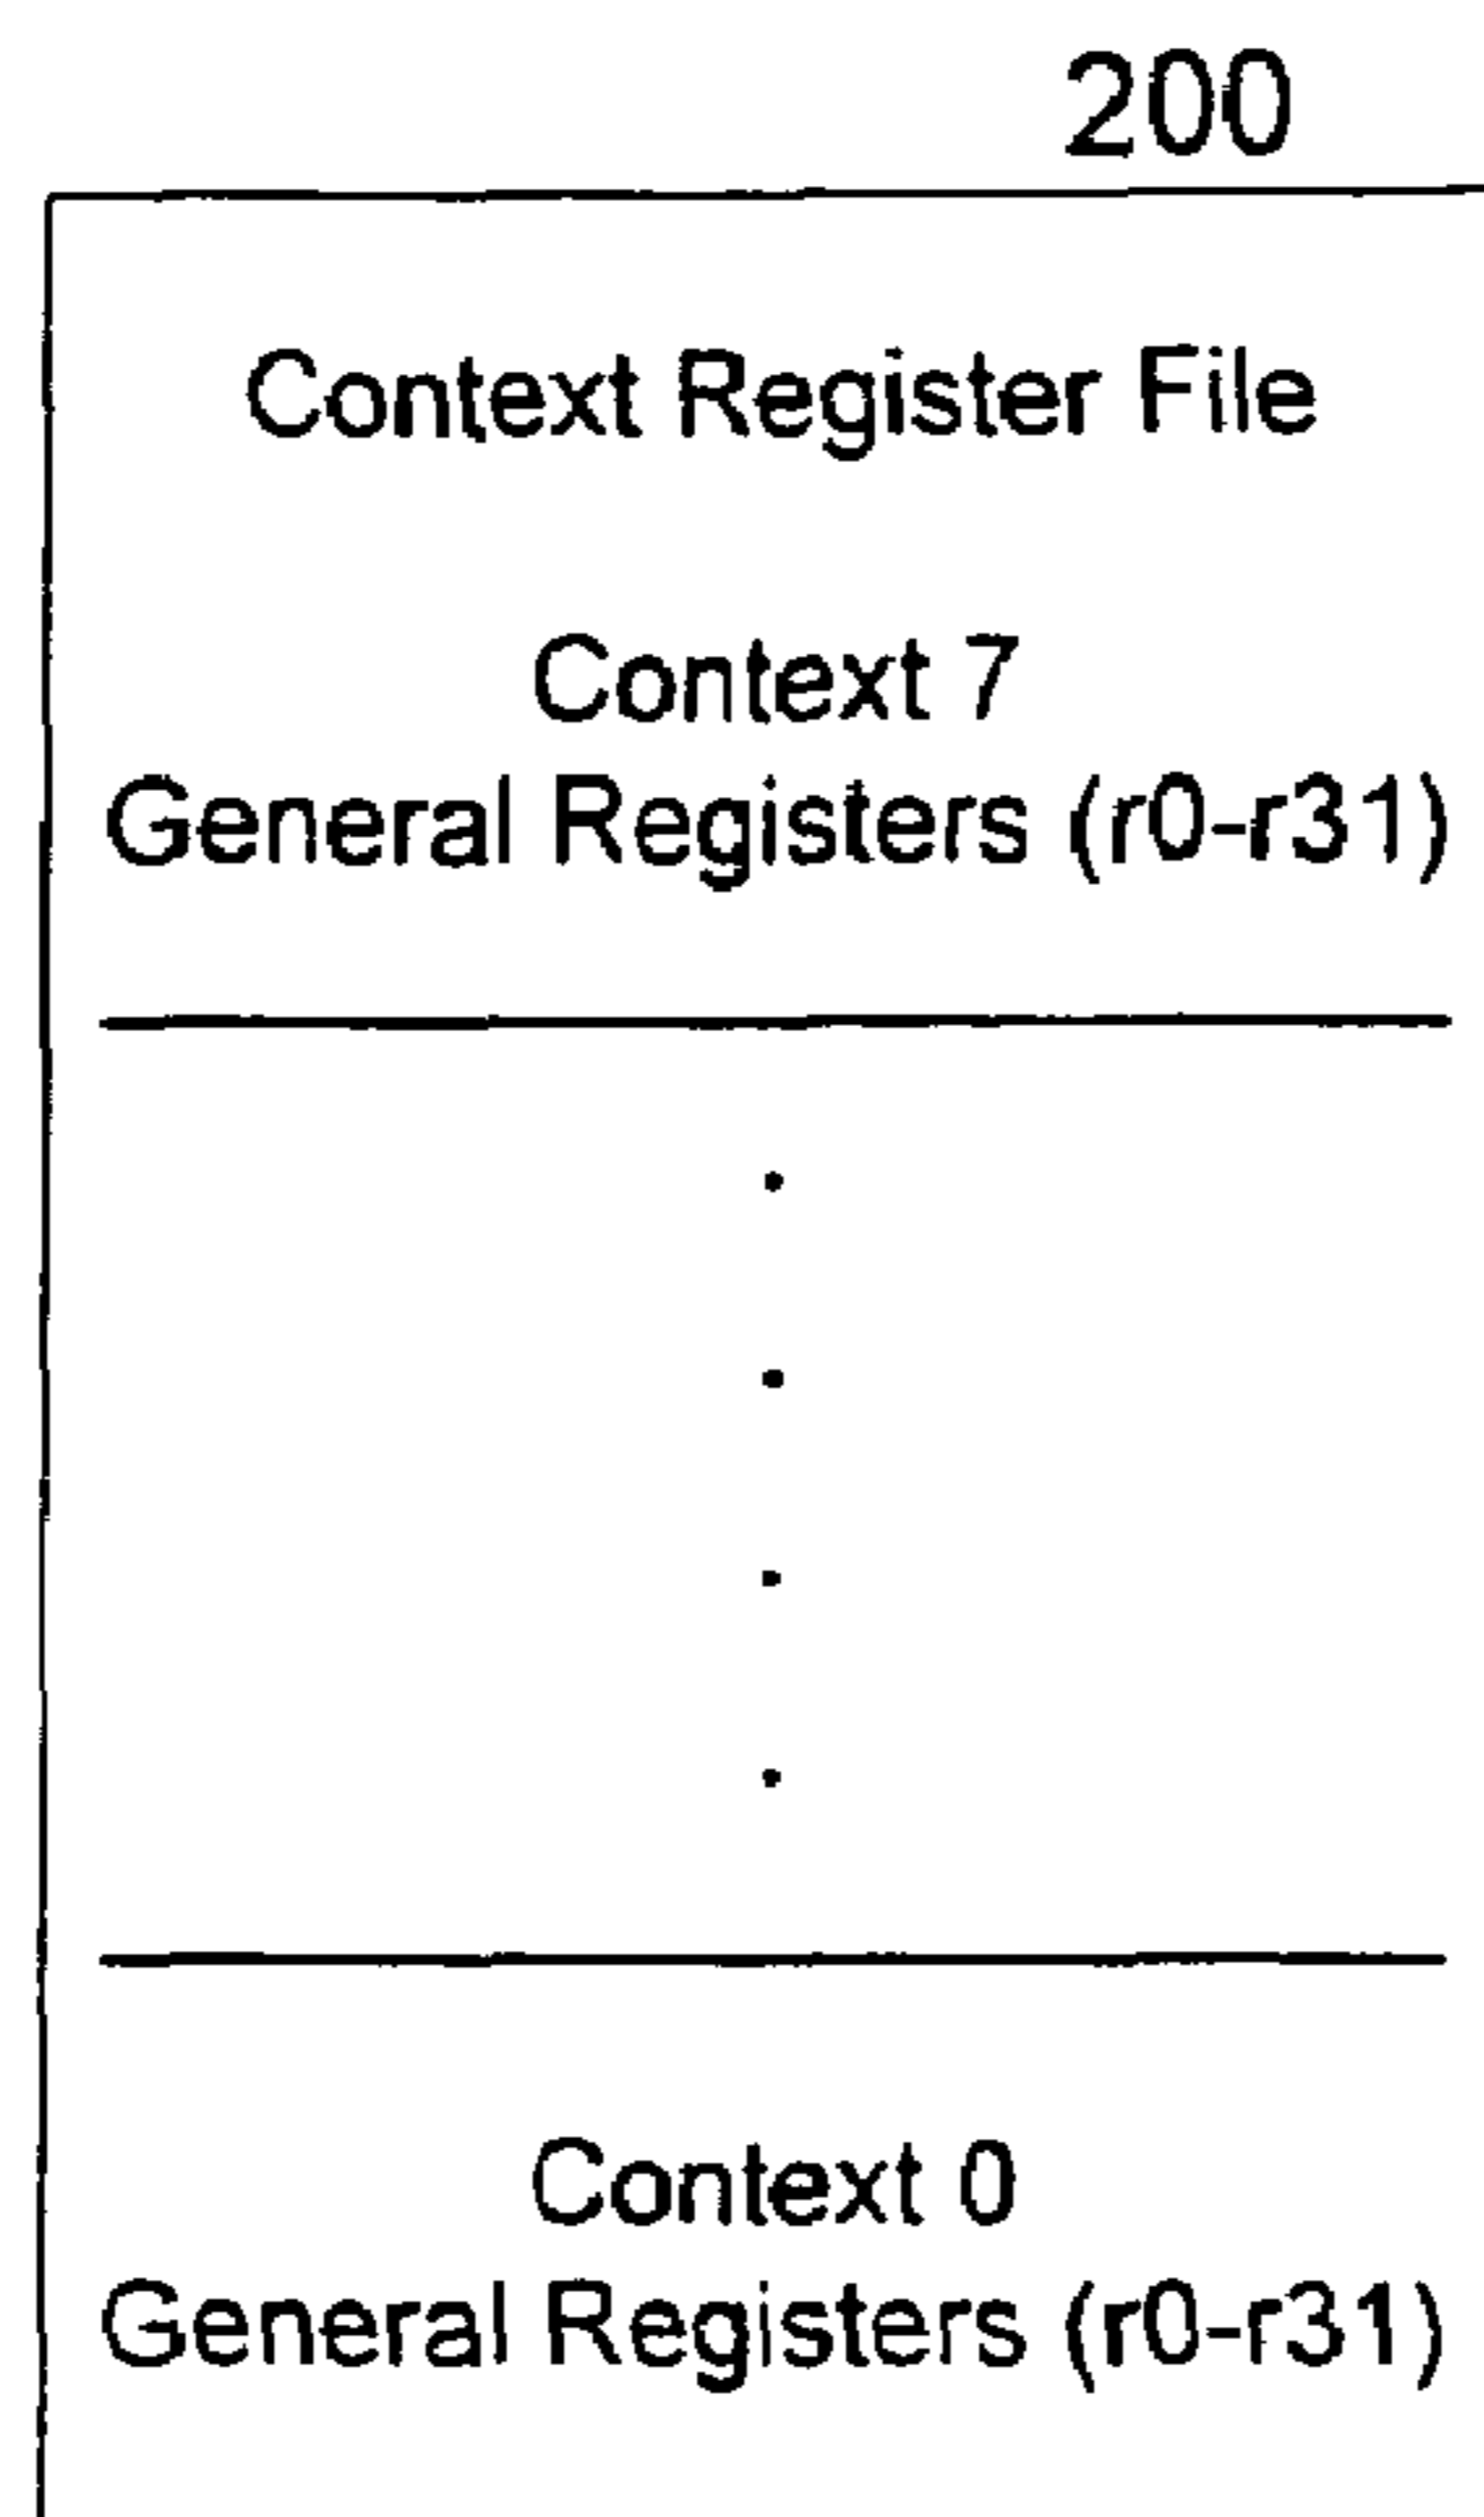 200
Context Register File
Context 7
General Registers (r0-r31)
Context 0
General Registers (r0-r31)